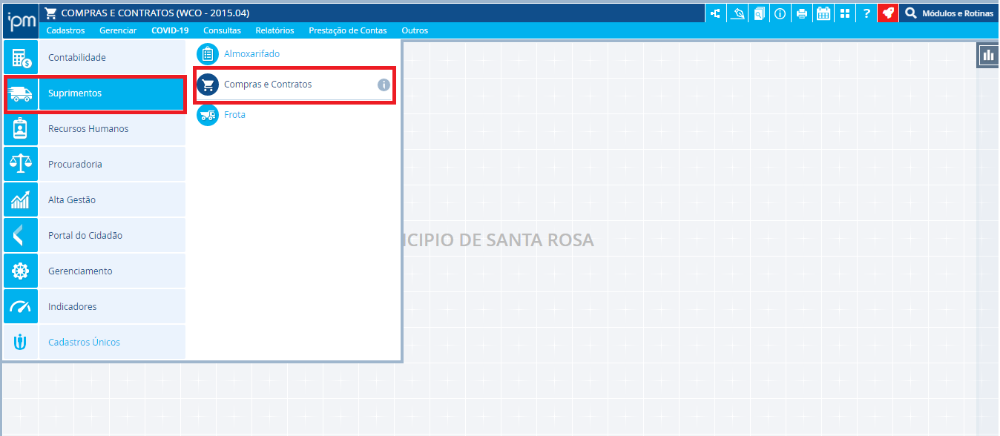 ipm
COMPRAS E CONTRATOS (WCO - 2015.04)
?
Módulos e Rotinas
Cadastros Gerenciar COVID-19 Consultas Relatórios Prestação de Contas Outros
Contabilidade
Suprimentos
Recursos Humanos
Procuradoria
Alta Gestão
Portal do Cidadão
Gerenciamento
Indicadores
Cadastros Únicos
Almoxarifado
Compras e Contratos
Frota
ICIPIO DE SANTA ROSA